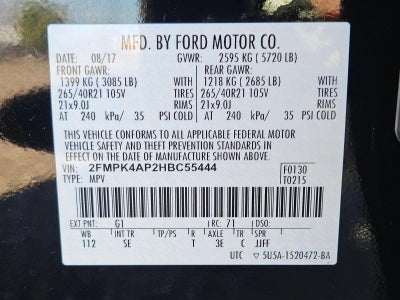 MFD. BY FORD MOTOR CO.
DATE: 08/17 GVWR: 2595 KG ( 5720 LB)
FRONT GAWR: REAR GAWR:
1399 KG ( 3085 LB) 1218 KG ( 2685 LB)
265/40R21 105V TIRES 265/40R21 105V TIRES
21x9.0J RIMS 21x9.0J RIMS
AT 240 kPa/ 35 PSI COLD AT 240 kPa/ 35 PSI COLD
THIS VEHICLE CONFORMS TO ALL APPLICABLE FEDERAL MOTOR
VEHICLE SAFETY AND THEFT PREVENTION STANDARDS IN
EFFECT ON THE DATE OF MANUFACTURE SHOWN ABOVE.
VIN: 2FMPK4AP2HBC55444 F0130
TYPE: MPV T0215
EXT PNT: G1 RC: 71 DSO:
WB INT TR TP/PS R AXLE TR SPR
112 SE T 3E C JJFF
UTC 5U5A-1520472-BA